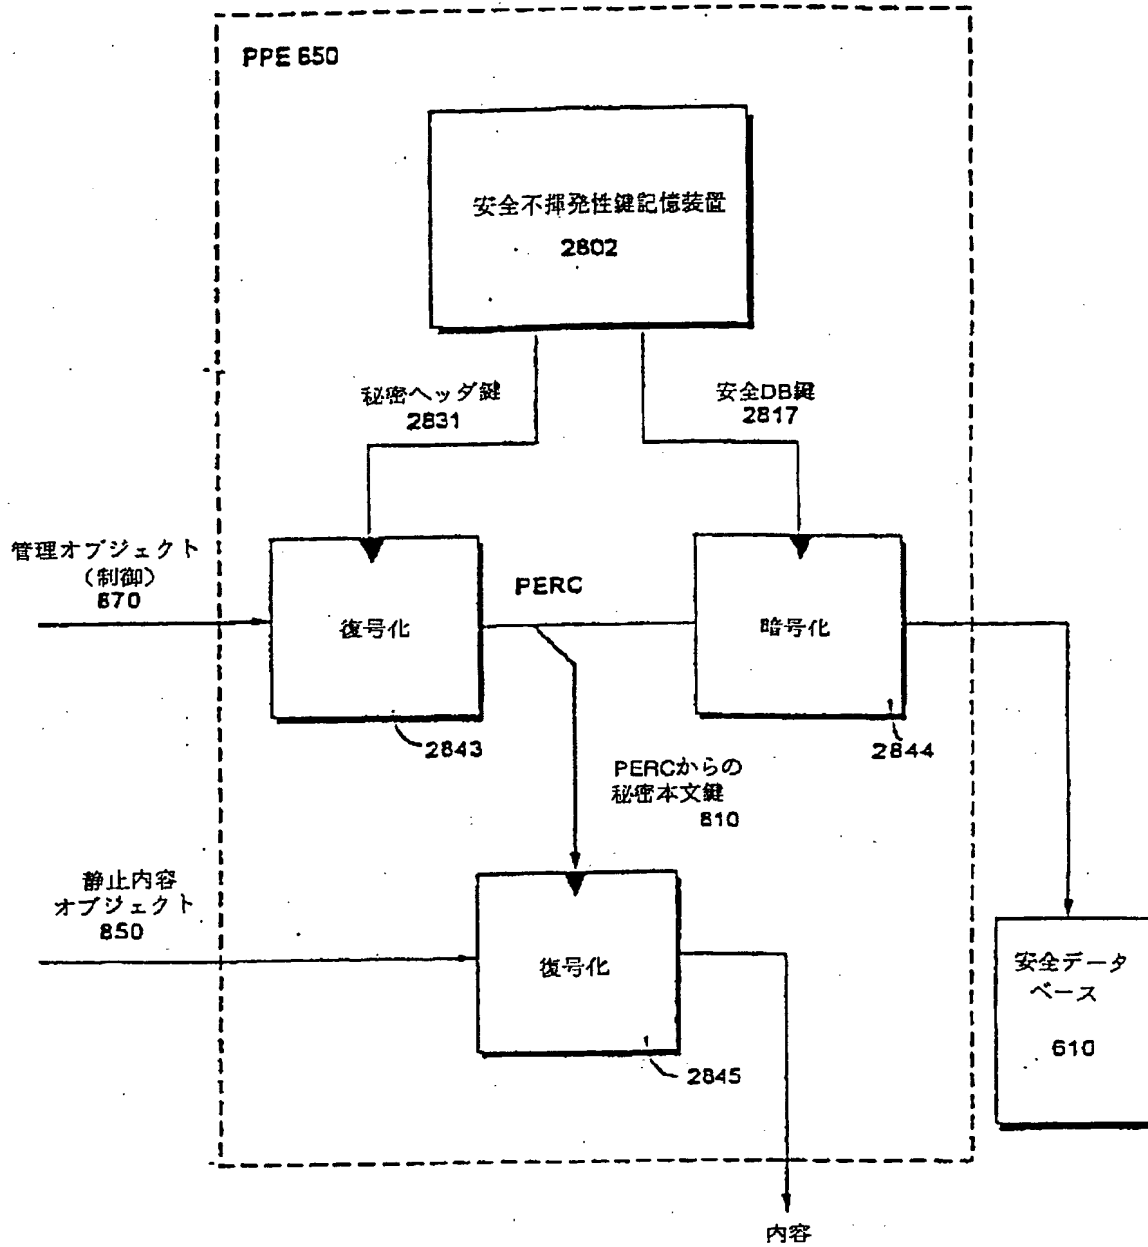 PPE 650
安全不揮発性鍵記憶装置
2802
秘密ヘッダ鍵
2831
安全DB鍵
2817
管理オブジェクト
(制御)
870
復号化
PERC
暗号化
2843
2844
PERCからの
秘密本文鍵
810
静止内容
オブジェクト
850
復号化
2845
安全データ
ベース
610
内容